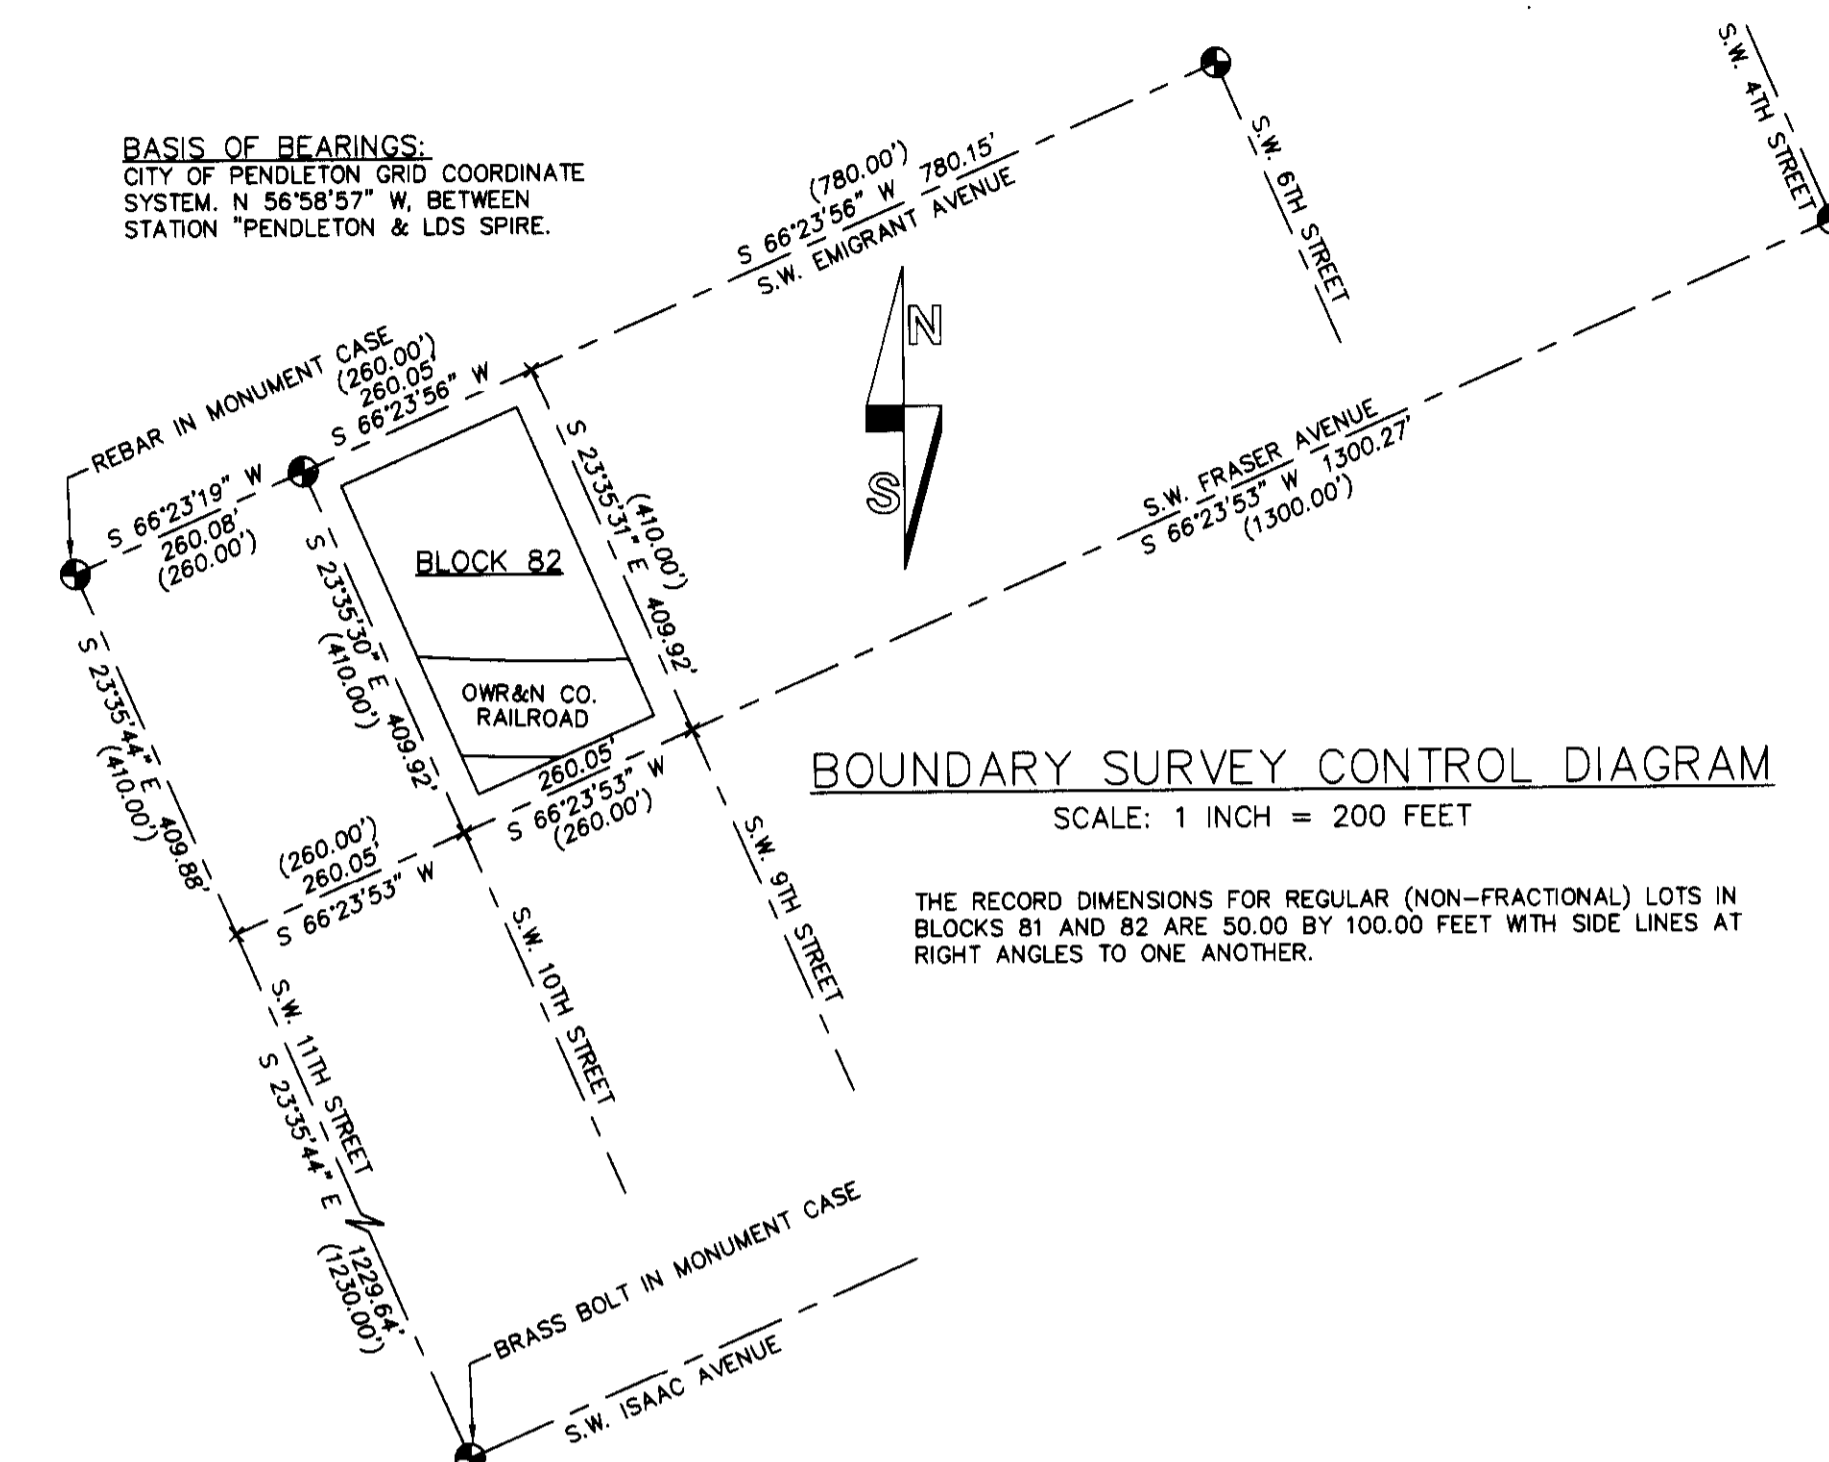 BASIS OF BEARINGS:
CITY OF PENDLETON GRID COORDINATE
SYSTEM. N 56°58'57" W, BETWEEN
STATION "PENDLETON & LDS SPIRE.
(780.00')
S 66°23'56" W 780.15'
S.W. EMIGRANT AVENUE
S.W. 6TH STREET
S.W. 4TH STREET
REBAR IN MONUMENT CASE
(260.00')
260.05'
S 66°23'56" W
N
S
S 66°23'19" W
260.08'
(260.00')
S 23°35'31" E 409.92'
(410.00')
S.W. FRASER AVENUE
S 66°23'53" W 1300.27'
(1300.00')
BLOCK 82
S 23°35'30" E 409.92'
(410.00')
OWR&N CO.
RAILROAD
S 23°35'44" E 409.88'
(410.00')
260.05'
S 66°23'53" W
(260.00')
BOUNDARY SURVEY CONTROL DIAGRAM
SCALE: 1 INCH = 200 FEET
(260.00')
260.05'
S 66°23'53" W
S.W. 9TH STREET
THE RECORD DIMENSIONS FOR REGULAR (NON-FRACTIONAL) LOTS IN
BLOCKS 81 AND 82 ARE 50.00 BY 100.00 FEET WITH SIDE LINES AT
RIGHT ANGLES TO ONE ANOTHER.
S.W. 10TH STREET
S.W. 11TH STREET
S 23°35'44" E 1229.64'
(1230.00')
BRASS BOLT IN MONUMENT CASE
S.W. ISAAC AVENUE